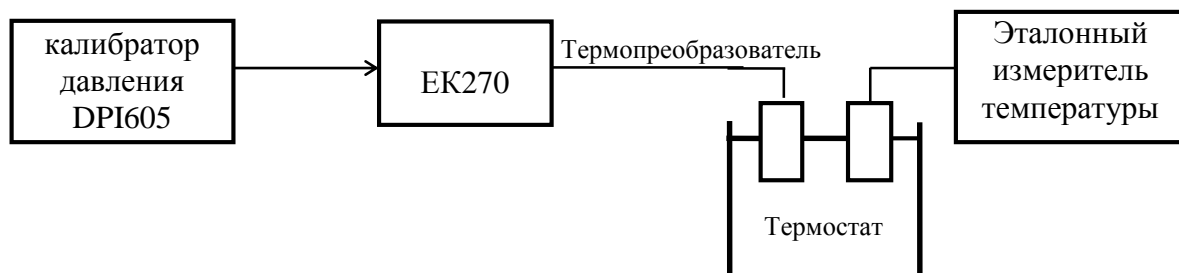 калибратор
давления
DPI605
ЕК270
Термопреобразователь
Эталонный
измеритель
температуры
Термостат